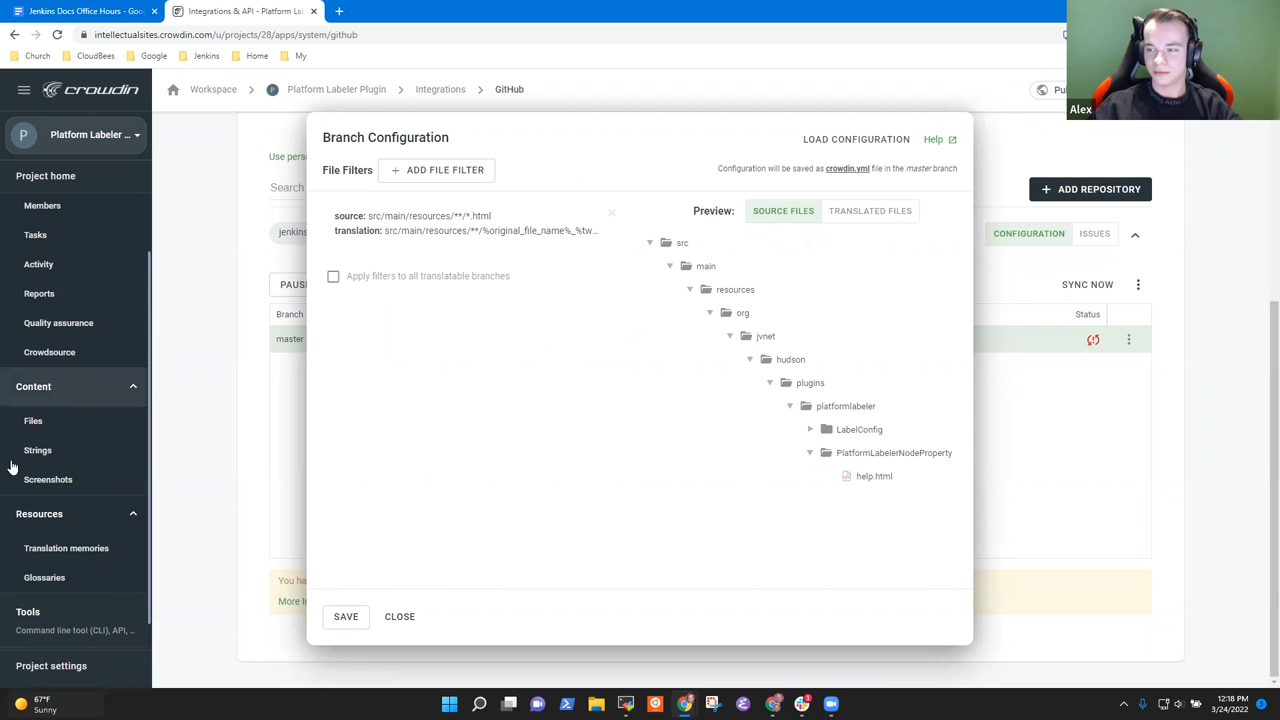 Jenkins Docs Office Hours - Goo
Integrations & API - Platform Lab
intellectualsites.crowdin.com/u/projects/28/apps/system/github
Church
CloudBees
Google
Jenkins
Home
My
Alex
crowdin
Workspace
Platform Labeler Plugin
Integrations
GitHub
P
Platform Labeler ...
Project home
Members
Tasks
Activity
Reports
Quality assurance
Crowdsource
Content
Files
Strings
Screenshots
Resources
Translation memories
Glossaries
Tools
Command line tool (CLI), API, ...
Project settings
Use pers
Search
ADD REPOSITORY
jenkins
CONFIGURATION
ISSUES
PAUS
SYNC NOW
Branch
Status
master
You ha
More In
Branch Configuration
LOAD CONFIGURATION
Help
File Filters
+ ADD FILE FILTER
Configuration will be saved as crowdin.yml file in the master branch
source: src/main/resources/**/*.html
translation: src/main/resources/**/%original_file_name%_%tw...
Apply filters to all translatable branches
Preview:
SOURCE FILES
TRANSLATED FILES
src
main
resources
org
jvnet
hudson
plugins
platformlabeler
LabelConfig
PlatformLabelerNodeProperty
help.html
SAVE
CLOSE
67°F
Sunny
12:18 PM
3/24/2022